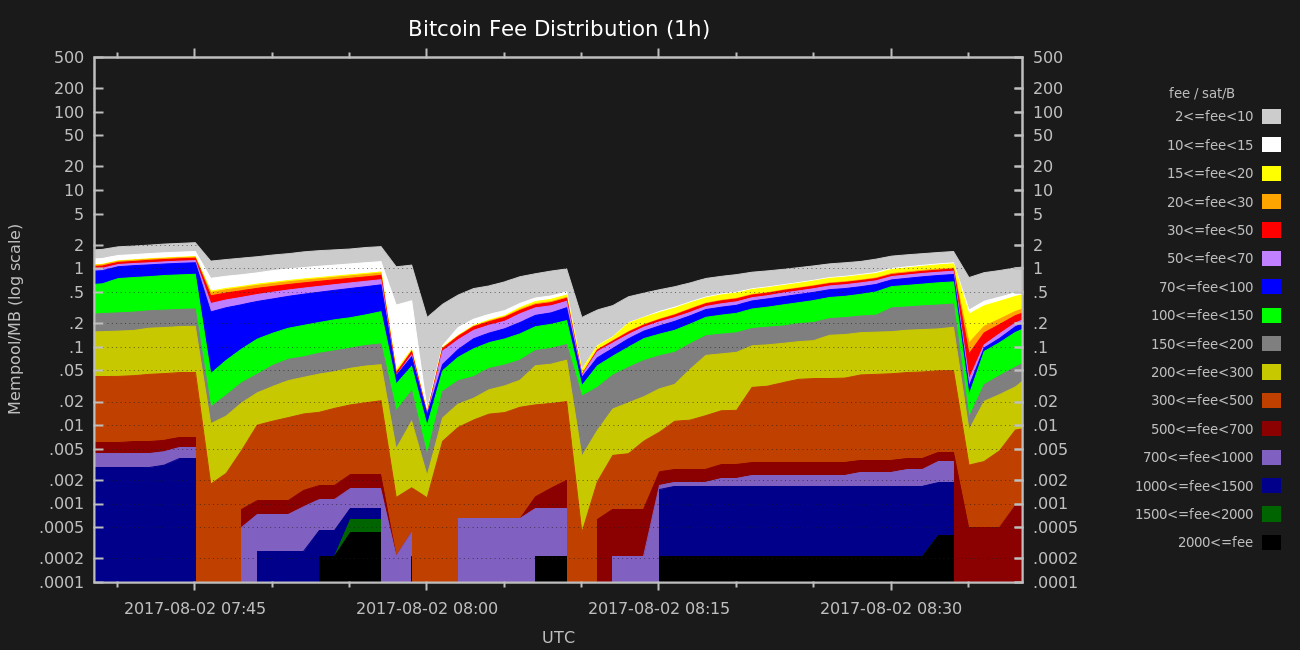 Bitcoin Fee Distribution (1h)
500
200
100
50
20
10
5
2
1
.5
.2
.1
.05
.02
.01
.005
.002
.001
.0005
.0002
.0001
Mempool/MB (log scale)
500
200
100
50
20
10
5
2
1
.5
.2
.1
.05
.02
.01
.005
.002
.001
.0005
.0002
.0001
2017-08-02 07:45 2017-08-02 08:00 2017-08-02 08:15 2017-08-02 08:30
UTC
fee / sat/B
2<=fee<10
10<=fee<15
15<=fee<20
20<=fee<30
30<=fee<50
50<=fee<70
70<=fee<100
100<=fee<150
150<=fee<200
200<=fee<300
300<=fee<500
500<=fee<700
700<=fee<1000
1000<=fee<1500
1500<=fee<2000
2000<=fee